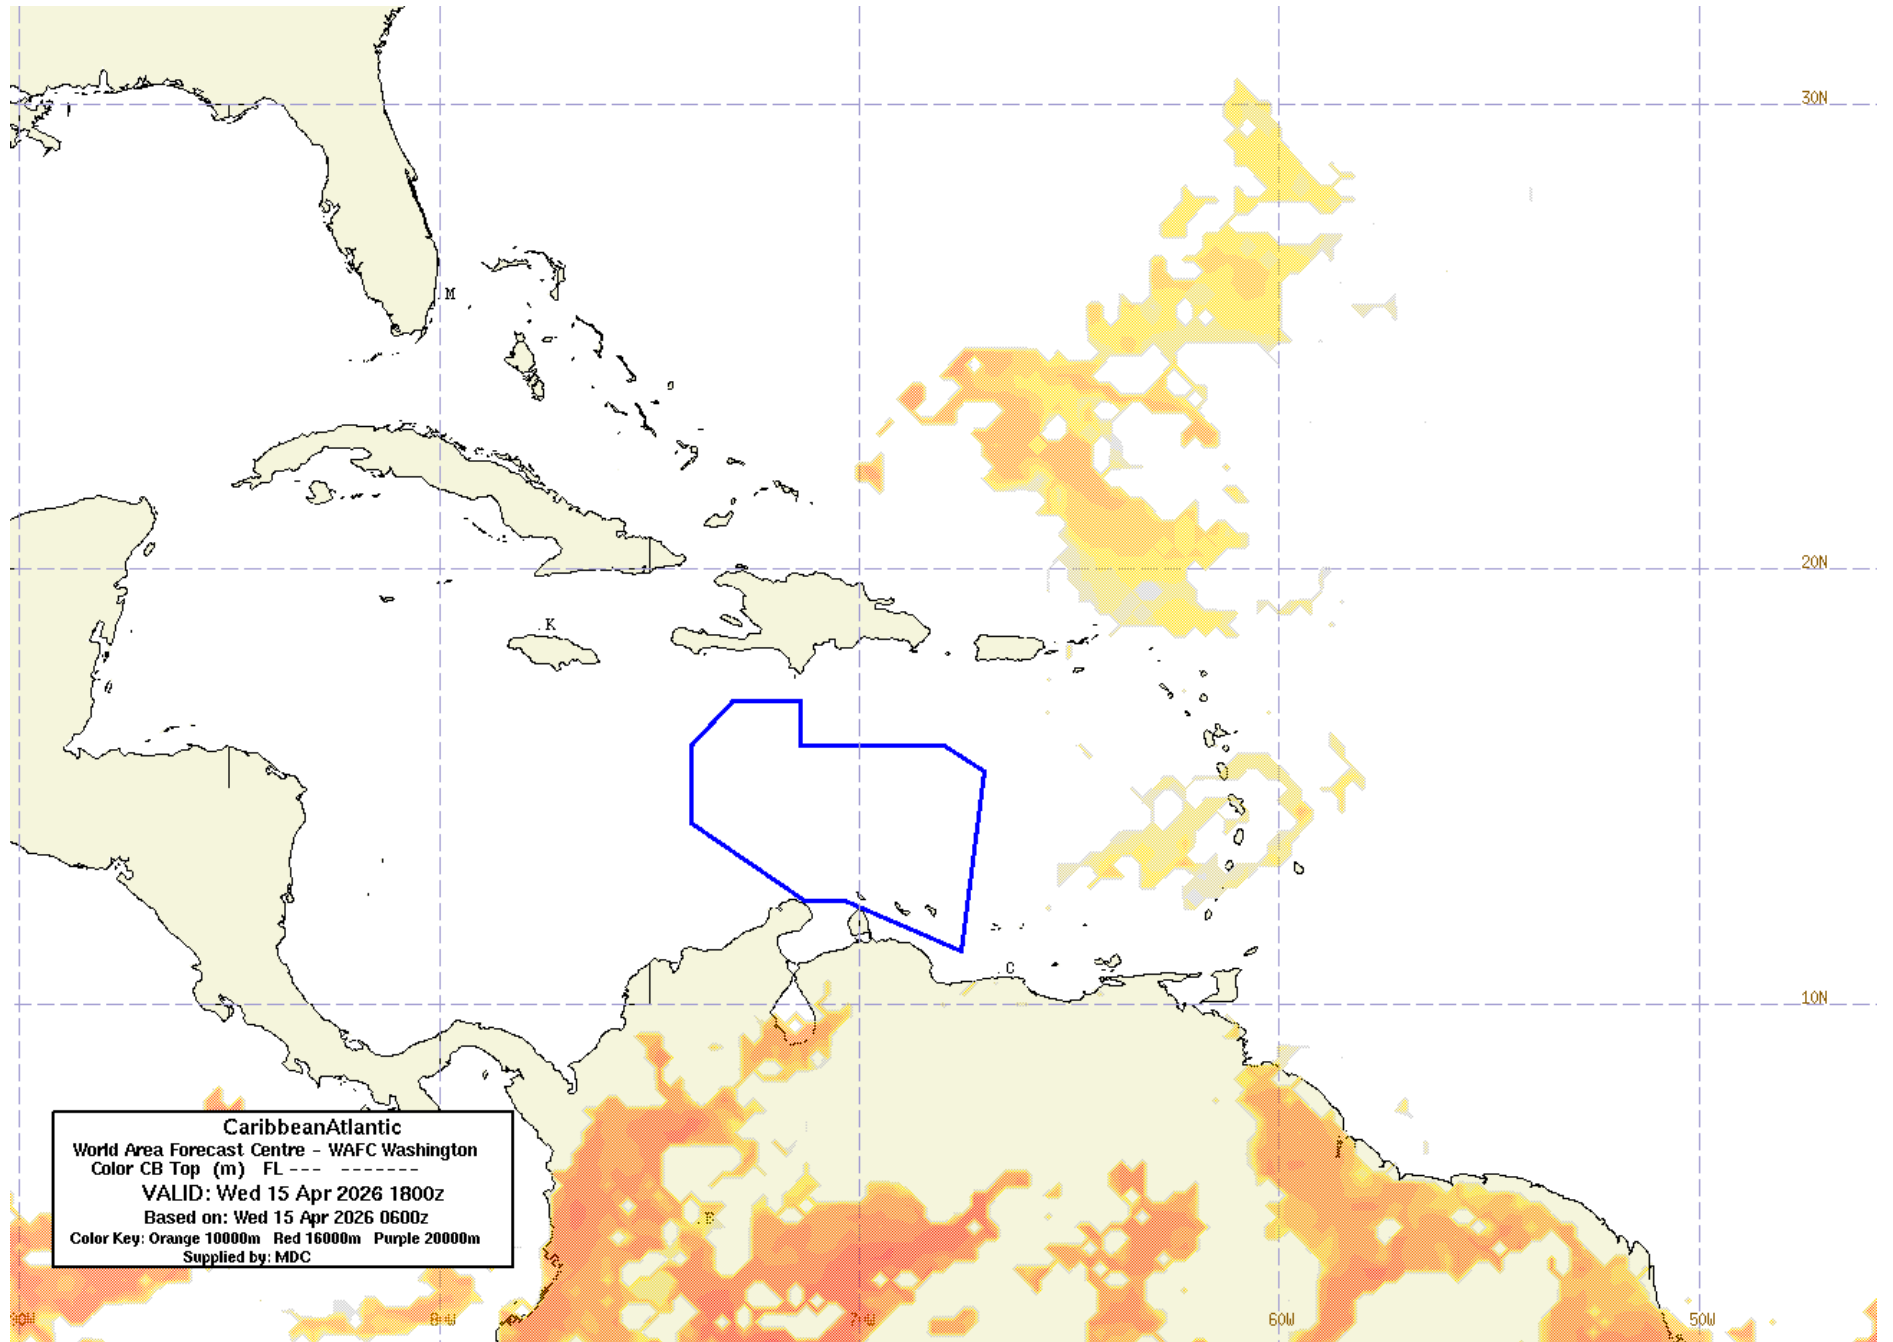 30N
M
20N
K
C
10N
CaribbeanAtlantic
World Area Forecast Centre - WAFC Washington
Color CB Top (m) FL --- -------
VALID: Wed 15 Apr 2026 1800z
Based on: Wed 15 Apr 2026 0600z
Color Key: Orange 10000m Red 16000m Purple 20000m
Supplied by: MDC
60W
50W